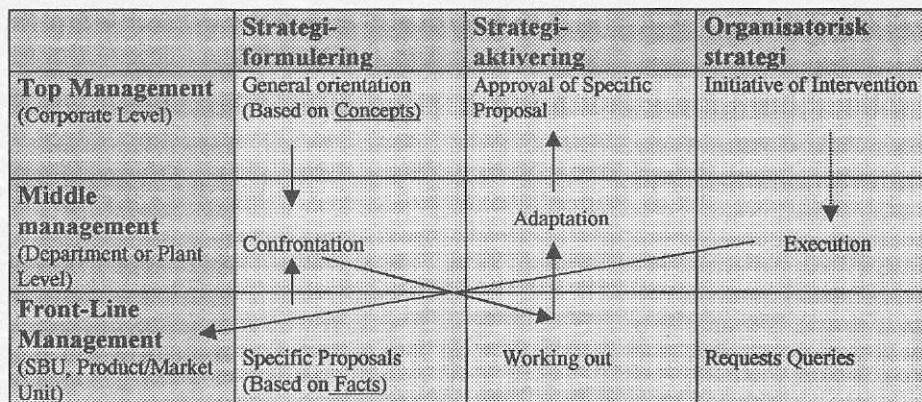 Strategi-
formulering
Strategi-
aktivering
Organisatorisk
strategi
Top Management
(Corporate Level)
General orientation
(Based on Concepts)
Approval of Specific
Proposal
Initiative of Intervention
Middle
management
(Department or Plant
Level)
Confrontation
Adaptation
Execution
Front-Line
Management
(SBU, Product/Market
Unit)
Specific Proposals
(Based on Facts)
Working out
Requests Queries